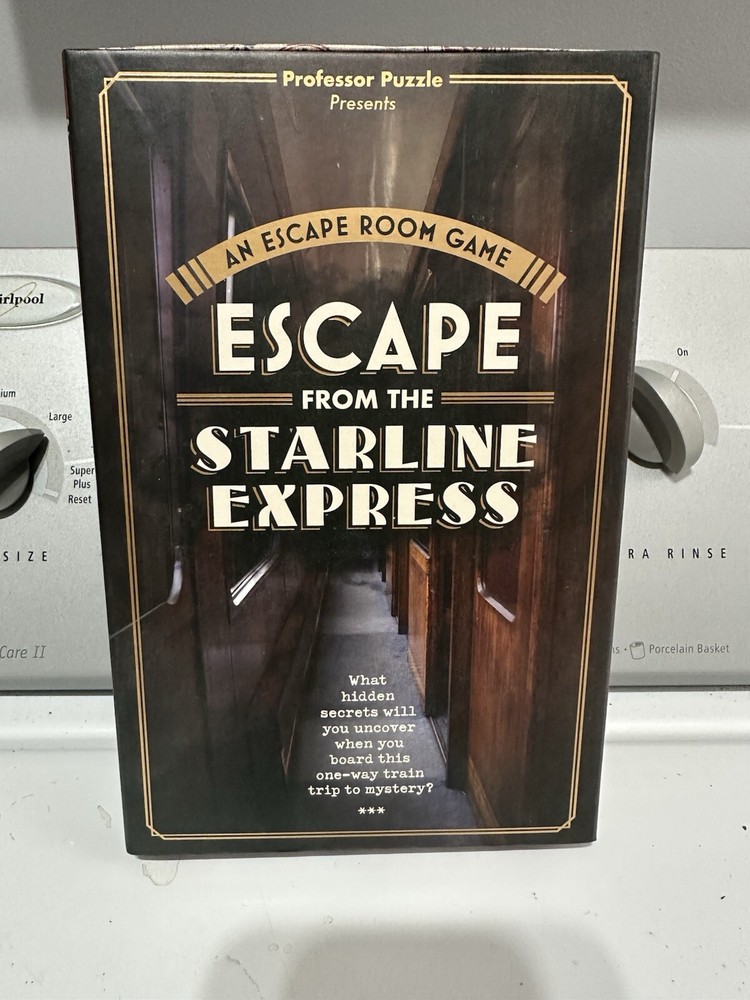 Professor Puzzle
Presents
AN ESCAPE ROOM GAME
ESCAPE
FROM THE
STARLINE
EXPRESS
What
hidden
secrets will
you uncover
when you
board this
one-way train
trip to mystery?
***
Large
Super
Plus
Reset
SIZE
Care II
On
RINSE
Porcelain Basket